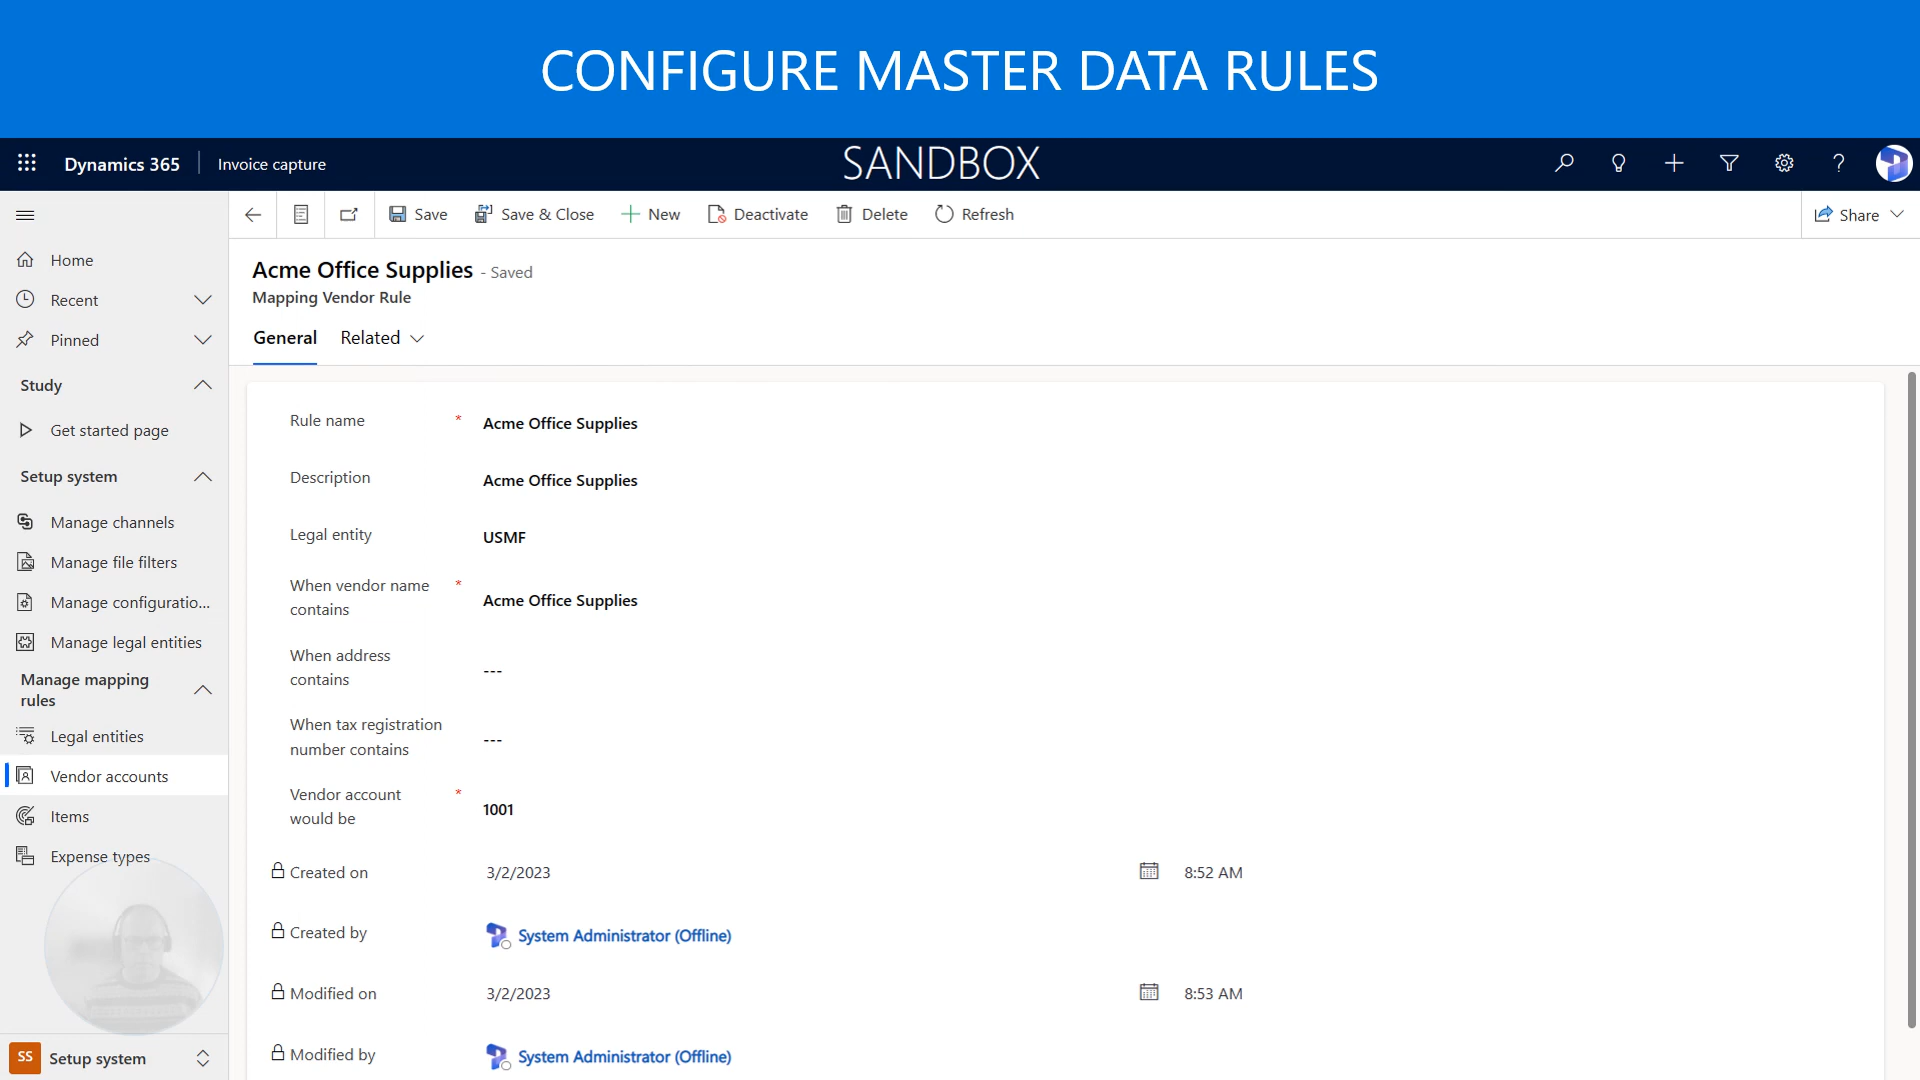 CONFIGURE MASTER DATA RULES
Dynamics 365 Invoice capture SANDBOX
Save Save & Close New Deactivate Delete Refresh Share
Home
Recent
Pinned
Study
Get started page
Setup system
Manage channels
Manage file filters
Manage configuratio...
Manage legal entities
Manage mapping
rules
Legal entities
Vendor accounts
Items
Expense types
SS Setup system
Acme Office Supplies - Saved
Mapping Vendor Rule
General Related
Rule name * Acme Office Supplies
Description Acme Office Supplies
Legal entity USMF
When vendor name * 
contains Acme Office Supplies
When address
contains ---
When tax registration
number contains ---
Vendor account *
would be 1001
Created on 3/2/2023 8:52 AM
Created by System Administrator (Offline)
Modified on 3/2/2023 8:53 AM
Modified by System Administrator (Offline)